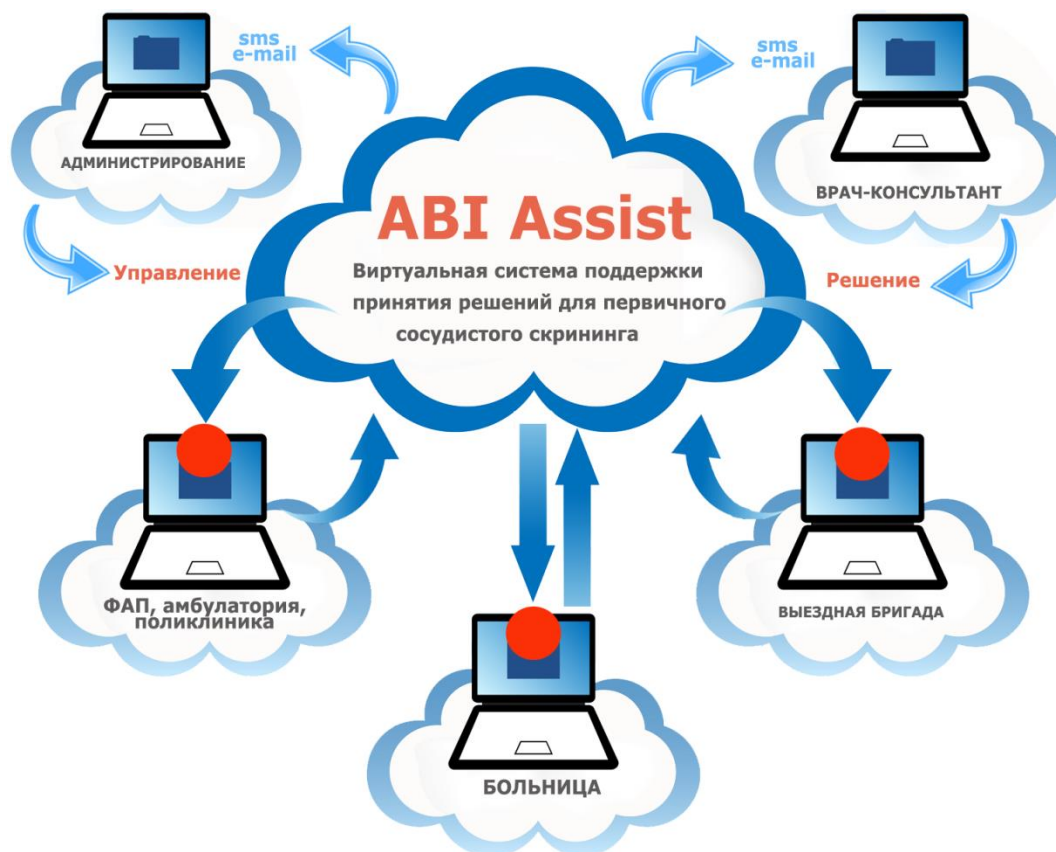 sms
e-mail
sms
e-mail
АДМИНИСТРИРОВАНИЕ
ВРАЧ-КОНСУЛЬТАНТ
ABI Assist
Виртуальная система поддержки
принятия решений для первичного
сосудистого скрининга
Управление
Решение
ФАП, амбулатория,
поликлиника
ВЫЕЗДНАЯ БРИГАДА
БОЛЬНИЦА